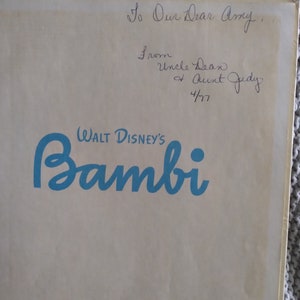 To Our Dear Amy,
From
Uncle Dean
& Aunt Judy
4/77
WALT DISNEY'S
Bambi